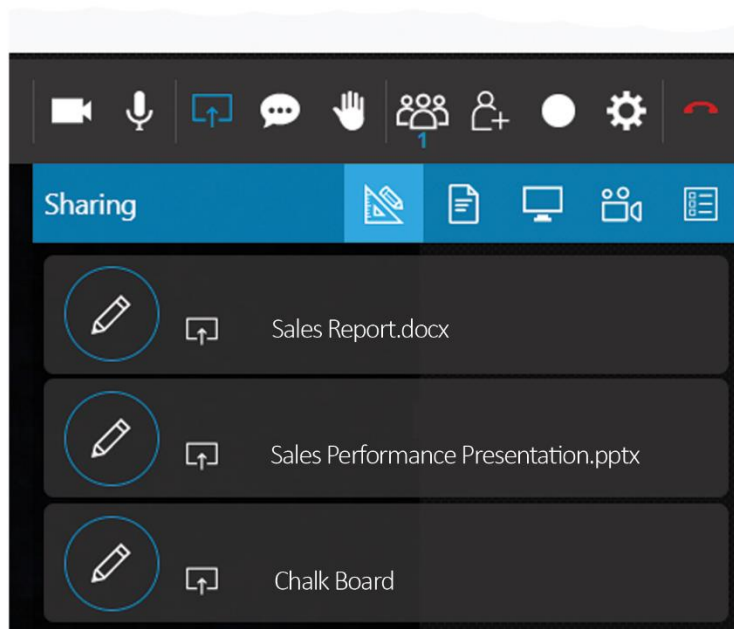 1
Sharing
Sales Report.docx
Sales Performance Presentation.pptx
Chalk Board